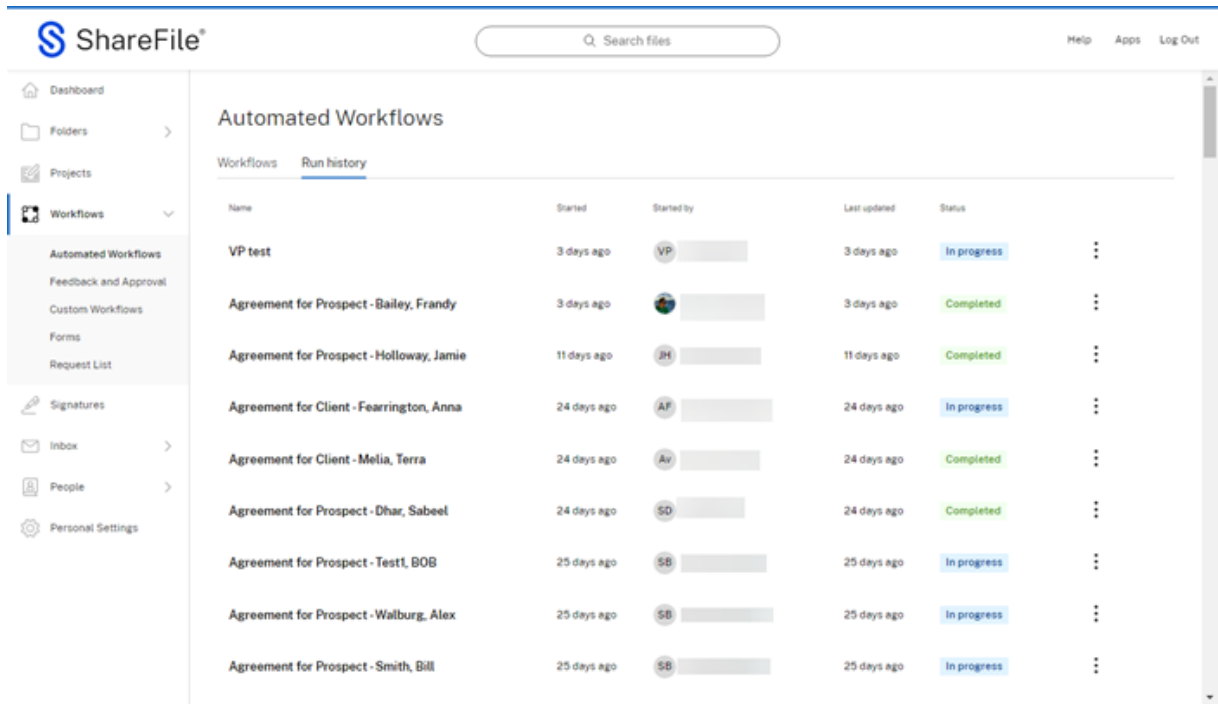 ShareFile®
Search files
Help Apps Log Out
Dashboard
Folders
Projects
Workflows
Automated Workflows
Feedback and Approval
Custom Workflows
Forms
Request List
Signatures
Inbox
People
Personal Settings
Automated Workflows
Workflows Run history
Name Started Started by Last updated Status
VP test 3 days ago VP 3 days ago In progress
Agreement for Prospect - Bailey, Frandy 3 days ago 3 days ago Completed
Agreement for Prospect - Holloway, Jamie 11 days ago JH 11 days ago Completed
Agreement for Client - Fearrington, Anna 24 days ago AF 24 days ago In progress
Agreement for Client - Melia, Terra 24 days ago Av 24 days ago Completed
Agreement for Prospect - Dhar, Sabeel 24 days ago SD 24 days ago Completed
Agreement for Prospect - Test1, BOB 25 days ago SB 25 days ago In progress
Agreement for Prospect - Walburg, Alex 25 days ago SB 25 days ago In progress
Agreement for Prospect - Smith, Bill 25 days ago SB 25 days ago In progress